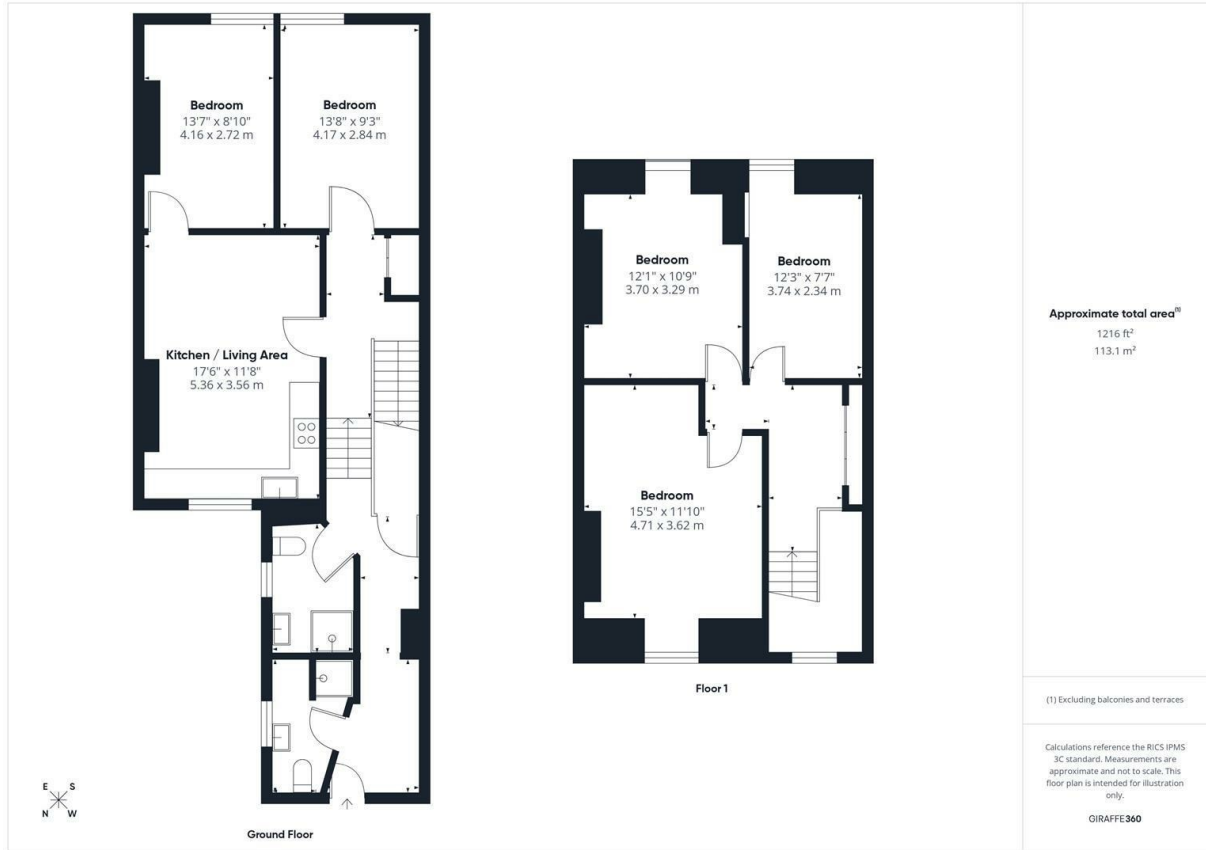 Bedroom
13'7" x 8'10"
4.16 x 2.72 m
Bedroom
13'8" x 9'3"
4.17 x 2.84 m
Kitchen / Living Area
17'6" x 11'8"
5.36 x 3.56 m
E S
N W
Ground Floor
Bedroom
12'1" x 10'9"
3.70 x 3.29 m
Bedroom
12'3" x 7'7"
3.74 x 2.34 m
Bedroom
15'5" x 11'10"
4.71 x 3.62 m
Floor 1
Approximate total area(1)
1216 ft²
113.1 m²
(1) Excluding balconies and terraces
Calculations reference the RICS IPMS
3C standard. Measurements are
approximate and not to scale. This
floor plan is intended for illustration
only.
GIRAFFE360